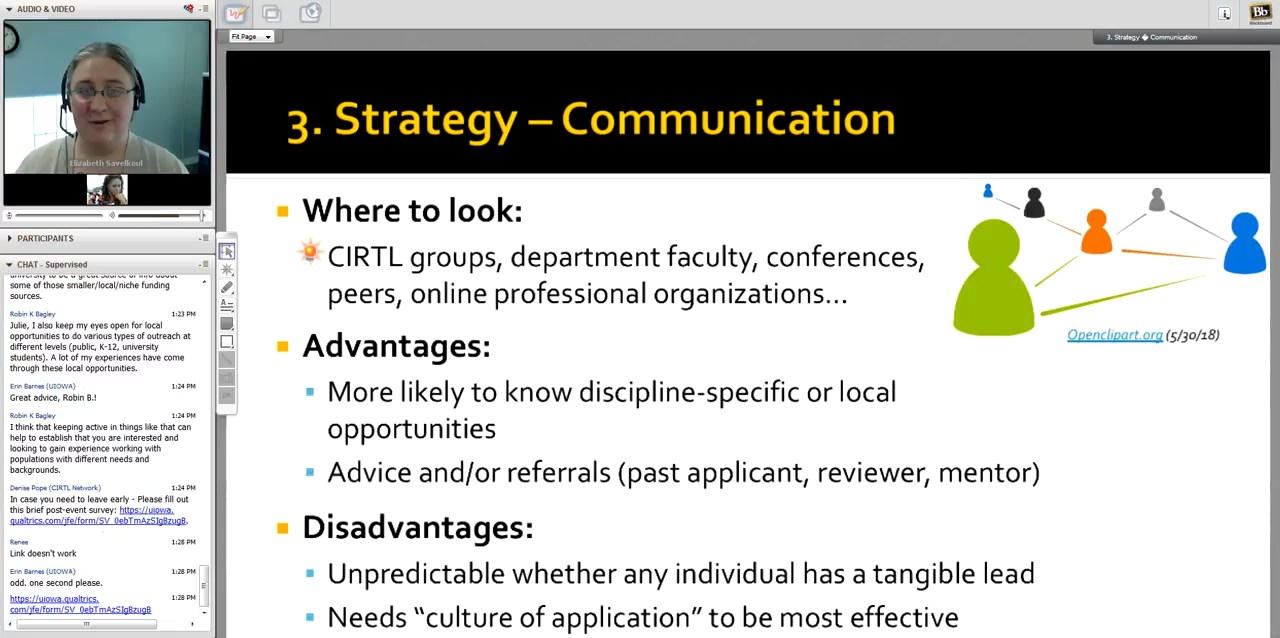 AUDIO & VIDEO
Elizabeth Savelkoul
PARTICIPANTS
CHAT - Supervised
university to be a great source of info about
some of those smaller/local/niche funding
sources.
Robin K Bagley 1:23 PM
Julie, I also keep my eyes open for local
opportunities to do various types of outreach at
different levels (public, K-12, university
students). A lot of my experiences have come
through these local opportunities.
Erin Barnes (UIOWA) 1:24 PM
Great advice, Robin B.!
Robin K Bagley 1:24 PM
I think that keeping active in things like that can
help to establish that you are interested and
looking to gain experience working with
populations with different needs and
backgrounds.
Denise Pope (CIRTL Network) 1:24 PM
In case you need to leave early - Please fill out
this brief post-event survey: https://uiowa.
qualtrics.com/jfe/form/SV_0ebTmAzSIgBzugB.
Renee 1:28 PM
Link doesn't work
Erin Barnes (UIOWA) 1:28 PM
odd. one second please.
https://uiowa.qualtrics. 1:28 PM
com/jfe/form/SV_0ebTmAzSIgBzugB
Fit Page
Bb
Blackboard
3. Strategy � Communication
3. Strategy – Communication
Where to look:
CIRTL groups, department faculty, conferences,
peers, online professional organizations…
Openclipart.org (5/30/18)
Advantages:
More likely to know discipline-specific or local
opportunities
Advice and/or referrals (past applicant, reviewer, mentor)
Disadvantages:
Unpredictable whether any individual has a tangible lead
Needs “culture of application” to be most effective